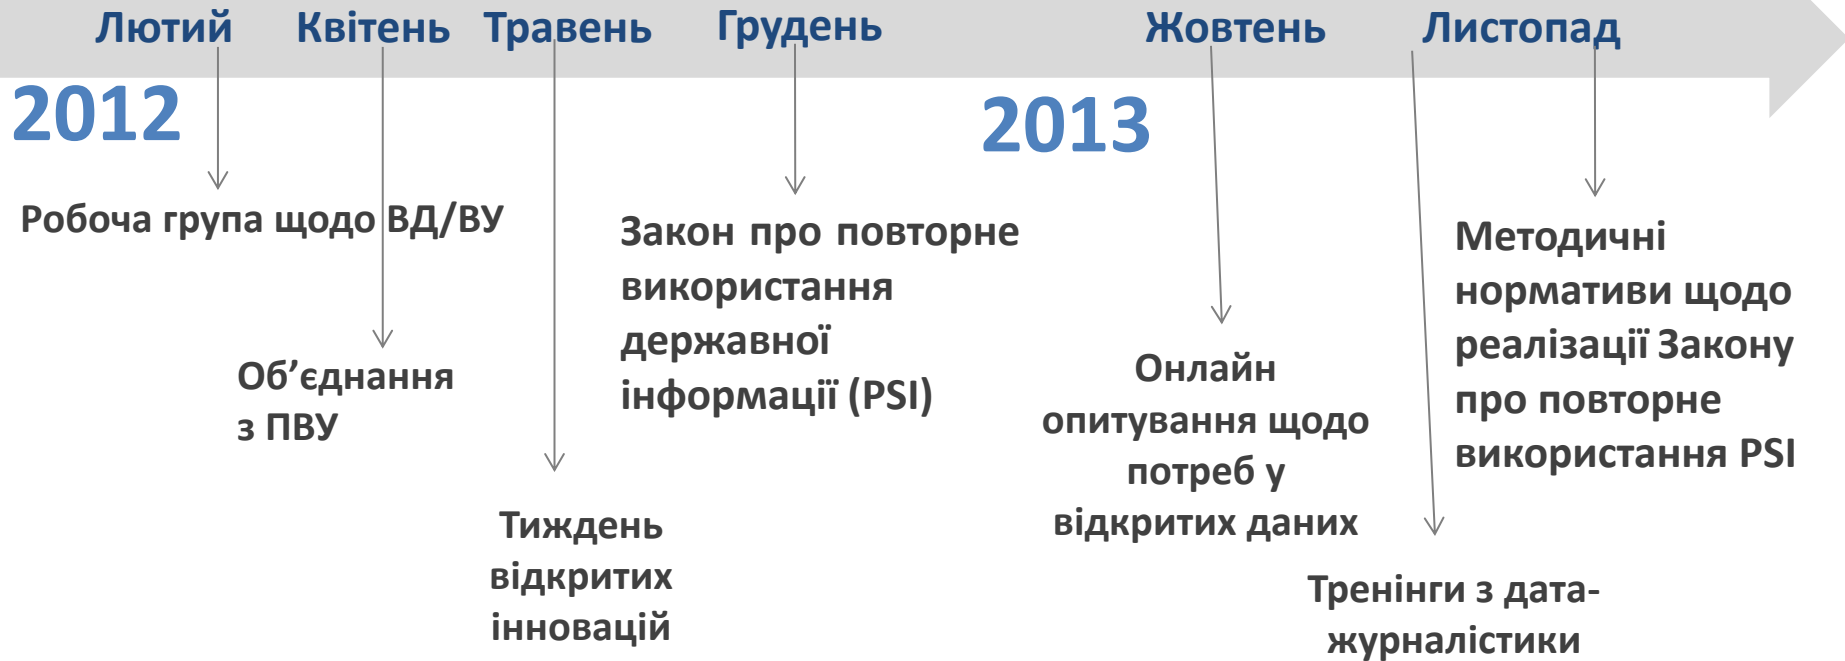 Лютий
Квітень
Травень
Грудень
Жовтень
Листопад
2012
2013
Робоча група щодо ВД/ВУ
Об’єднання
з ПВУ
Тиждень
відкритих
інновацій
Закон про повторне
використання
державної
інформації (PSI)
Онлайн
опитування щодо
потреб у
відкритих даних
Тренінги з дата-
журналістики
Методичні
нормативи щодо
реалізації Закону
про повторне
використання PSI